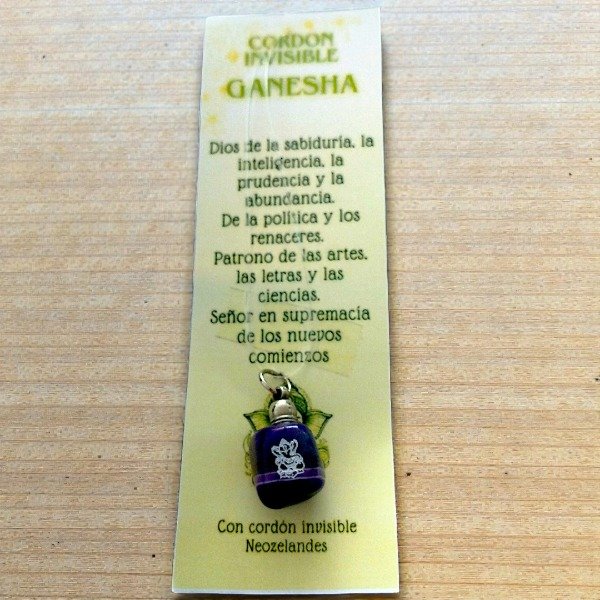 CORDON
INVISIBLE
GANESHA
Dios de la sabiduría, la
inteligencia, la
prudencia y la
abundancia.
De la política y los
renaceres.
Patrono de las artes,
las letras y las
ciencias.
Señor en supremacía
de los nuevos
comienzos
Con cordón invisible
Neozelandes